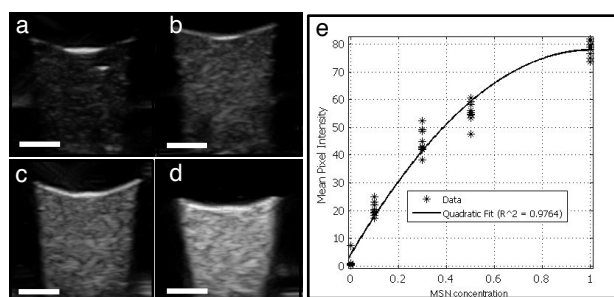 a
b
c
d
e
Mean Pixel Intensity
80
70
60
50
40
30
20
10
0
Data
Quadratic Fit (R^2 = 0.9764)
0
0.2
0.4
0.6
0.8
1
MSN concentration